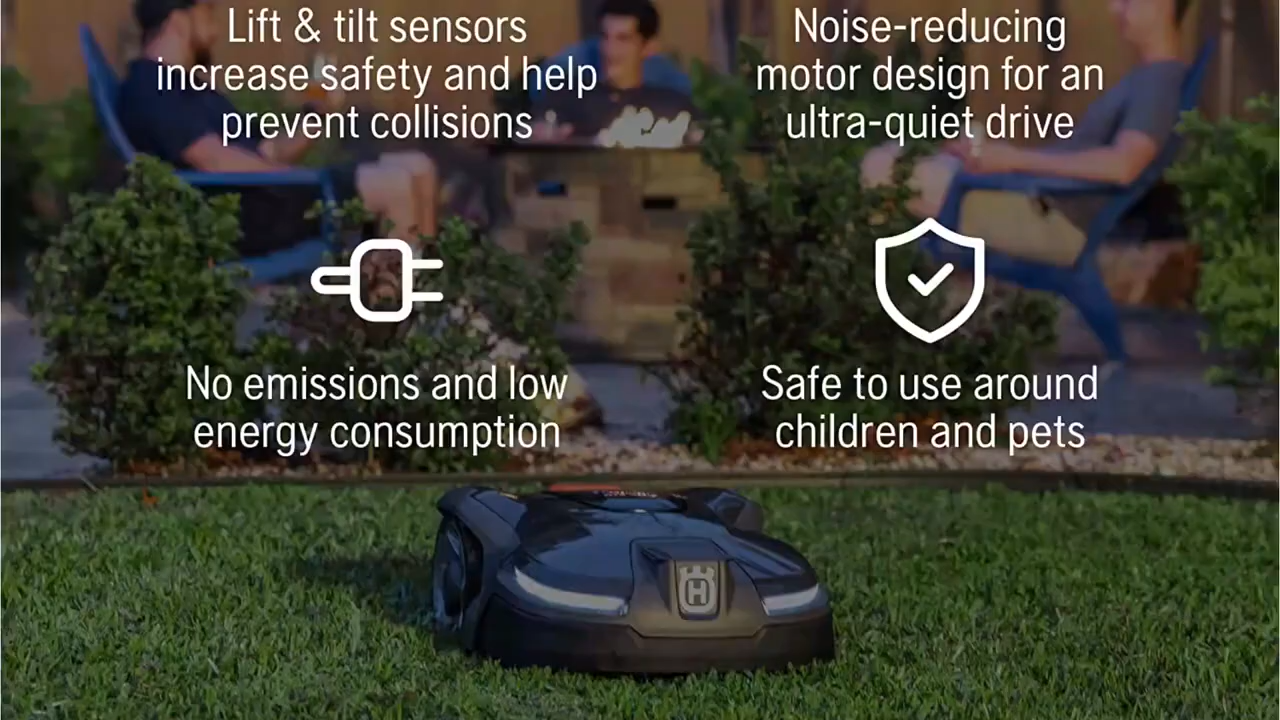 Lift & tilt sensors
increase safety and help
prevent collisions
Noise-reducing
motor design for an
ultra-quiet drive
No emissions and low
energy consumption
Safe to use around
children and pets
H